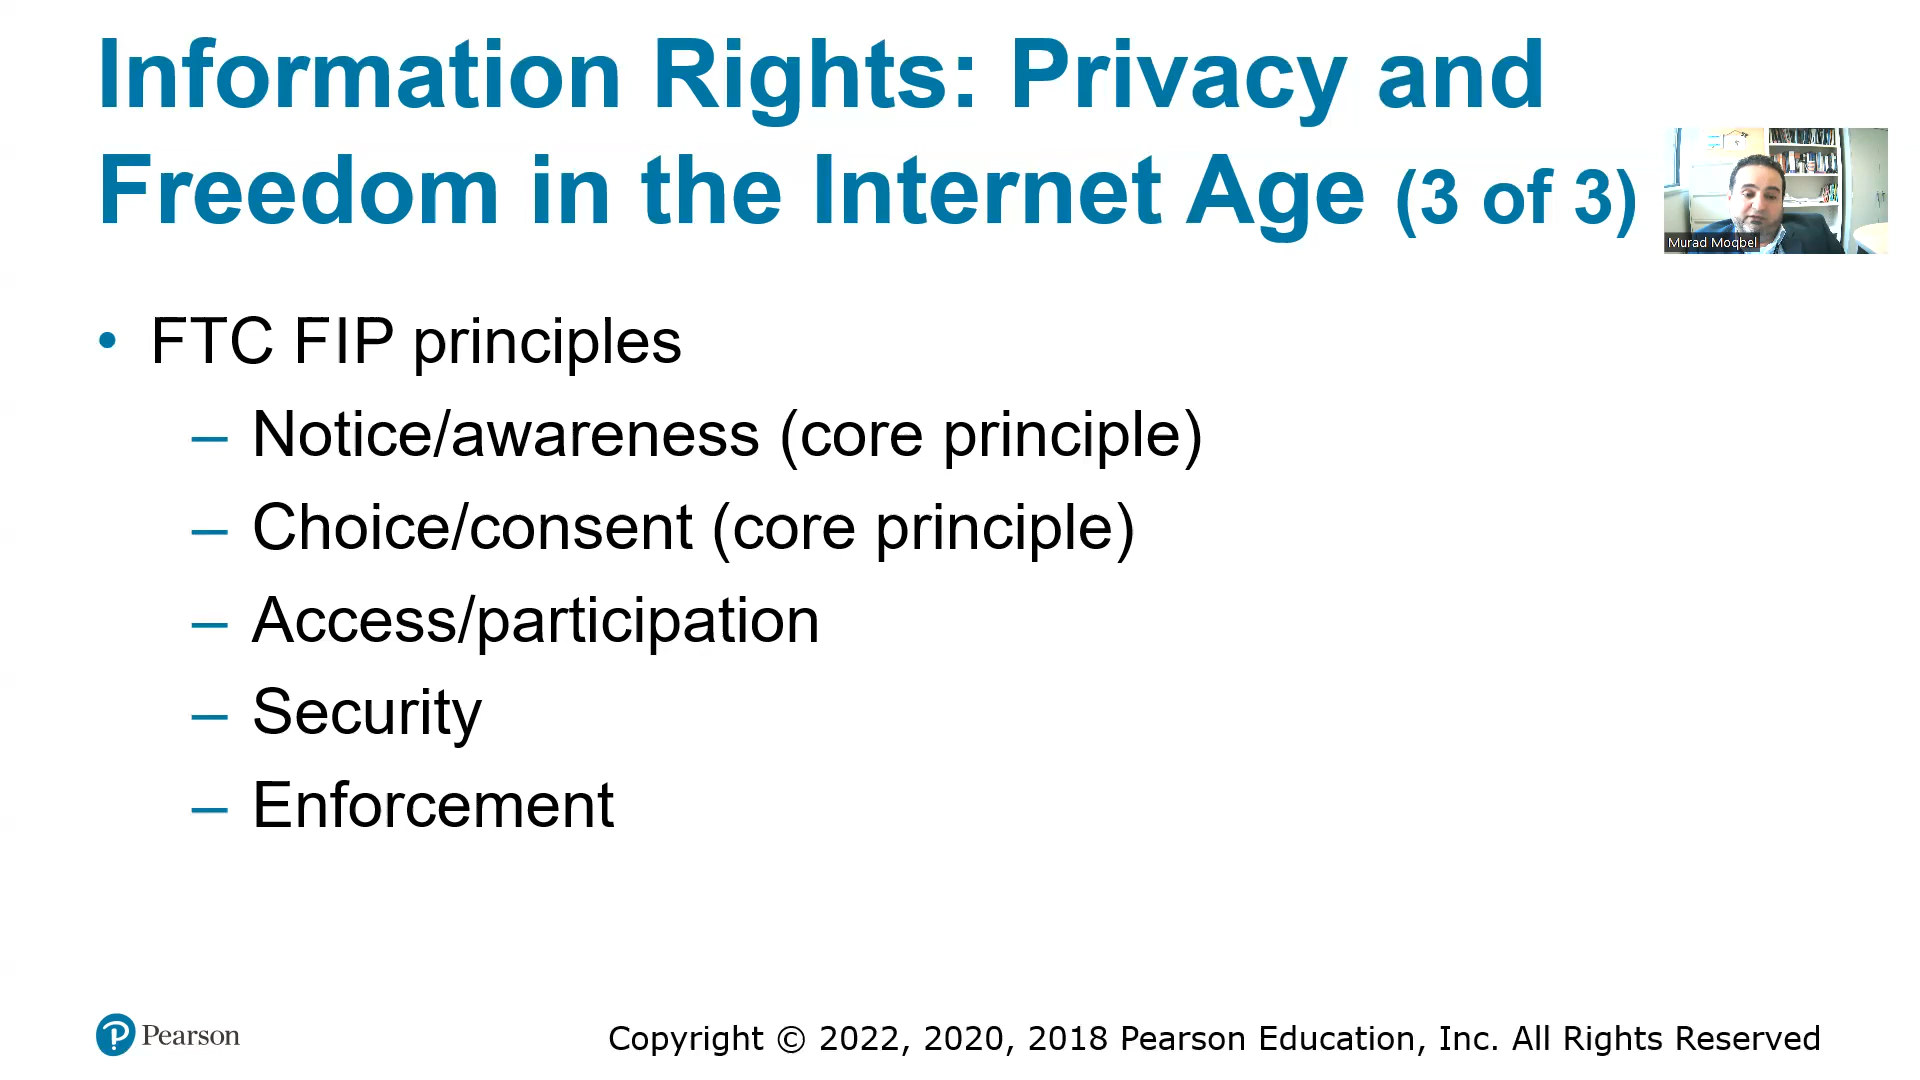 Information Rights: Privacy and
Freedom in the Internet Age (3 of 3)
Murad Moqbel
• FTC FIP principles
– Notice/awareness (core principle)
– Choice/consent (core principle)
– Access/participation
– Security
– Enforcement
Pearson
Copyright © 2022, 2020, 2018 Pearson Education, Inc. All Rights Reserved